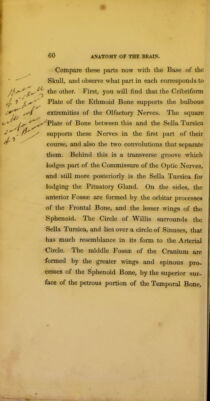 60 ANATOMY OF THE BRAIN.
Compare these parts now with the Base of the
Skull, and observe what part in each corresponds to
the other. First, you will find that the Cribriform
Plate of the Ethmoid Bone supports the bulbous
extremities of the Olfactory Nerves. The square
Plate of Bone between this and the Sella Tursica
supports these Nerves in the first part of their
course, and also the two convolutions that separate
them. Behind this is a transverse groove which
lodges part of the Commissure of the Optic Nerves,
and still more posteriorly is the Sella Tursica for
lodging the Pituatory Gland. On the sides, the
anterior Fossæ are formed by the orbitar processes
of the Frontal Bone, and the lesser wings of the
Sphenoid. The Circle of Willis surrounds the
Sella Tursica, and lies over a circle of Sinuses, that
has much resemblance in its form to the Arterial
Circle. The middle Fossæ of the Cranium are
formed by the greater wings and spinous pro-
cesses of the Sphenoid Bone, by the superior sur-
face of the petrous portion of the Temporal Bone,